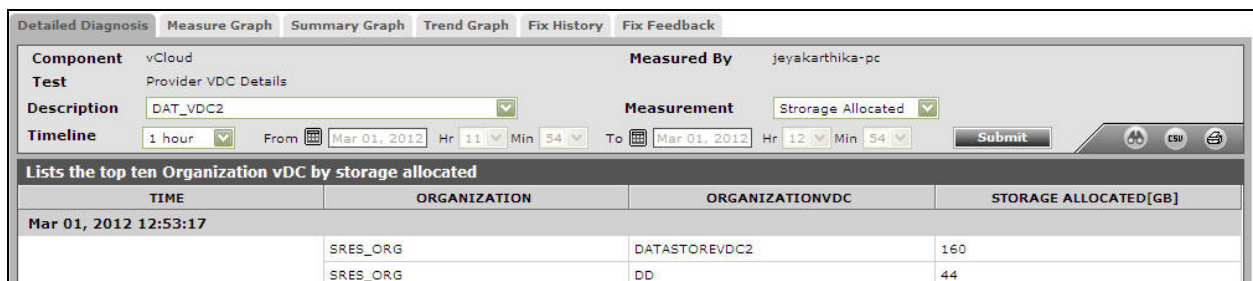 Detailed Diagnosis Measure Graph Summary Graph Trend Graph Fix History Fix Feedback
Component vCloud Measured By jeyakarthika-pc
Test Provider VDC Details
Description DAT_VDC2 Measurement Strorage Allocated
Timeline 1 hour From Mar 01, 2012 Hr 11 Min 54 To Mar 01, 2012 Hr 12 Min 54 Submit CSV
Lists the top ten Organization vDC by storage allocated
TIME ORGANIZATION ORGANIZATIONVDC STORAGE ALLOCATED[GB]
Mar 01, 2012 12:53:17
SRES_ORG DATASTOREVDC2 160
SRES_ORG DD 44